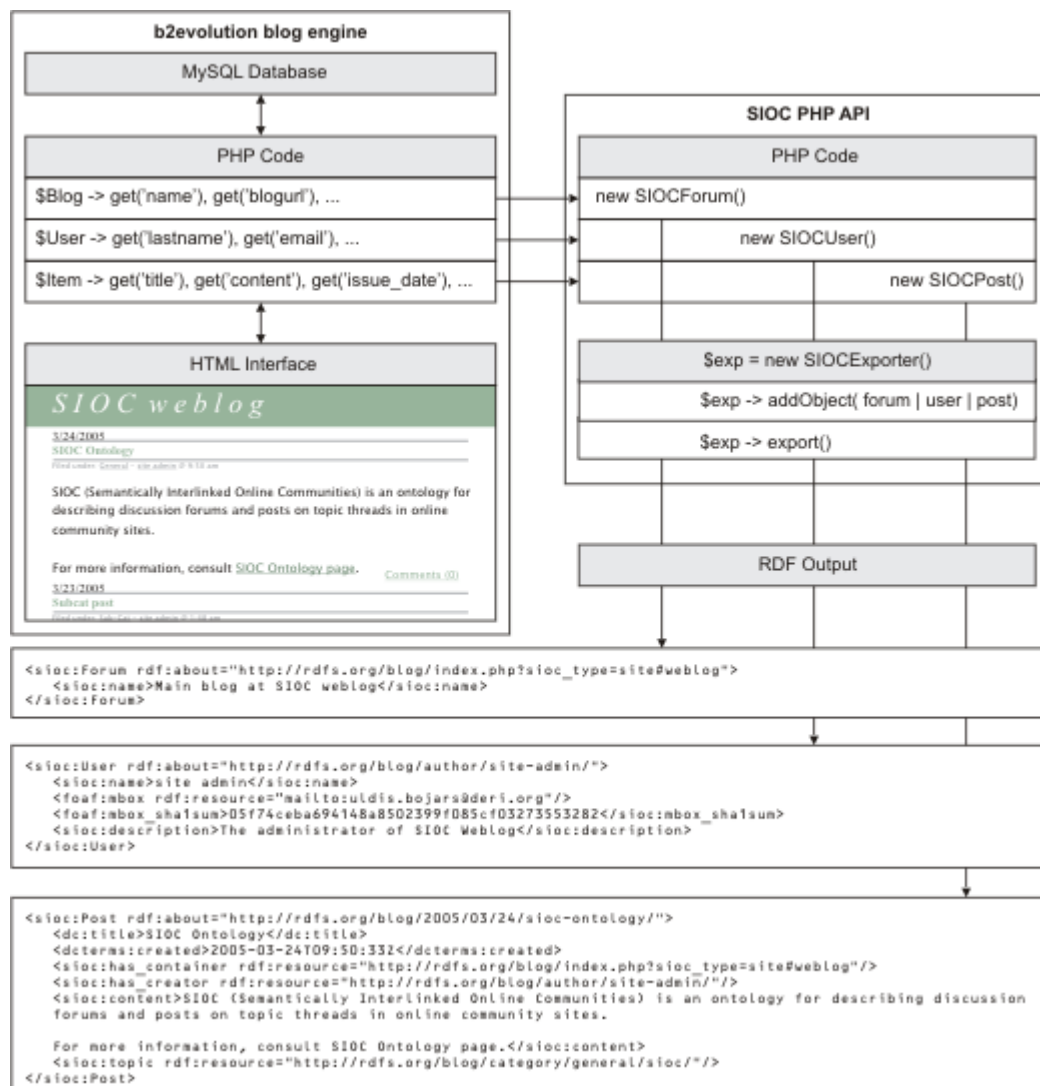 b2evolution blog engine
MySQL Database
PHP Code
$Blog -> get('name'), get('blogurl'), ...
$User -> get('lastname'), get('email'), ...
$Item -> get('title'), get('content'), get('issue_date'), ...
HTML Interface
SIOC weblog
3/24/2005
SIOC Ontology
Filed under: General - site admin @ 9:50 am
SIOC (Semantically Interlinked Online Communities) is an ontology for
describing discussion forums and posts on topic threads in online
community sites.
For more information, consult SIOC Ontology page.
Comments (0)
3/23/2005
Subcat post
SIOC PHP API
PHP Code
new SIOCForum()
new SIOCUser()
new SIOCPost()
$exp = new SIOCExporter()
$exp -> addObject( forum | user | post)
$exp -> export()
RDF Output
<sioc:Forum rdf:about="http://rdfs.org/blog/index.php?sioc_type=site#weblog">
<sioc:name>Main blog at SIOC weblog</sioc:name>
</sioc:Forum>
<sioc:User rdf:about="http://rdfs.org/blog/author/site-admin/">
<sioc:name>site admin</sioc:name>
<foaf:mbox rdf:resource="mailto:uldis.bojars@deri.org"/>
<foaf:mbox_sha1sum>05f74ceba694148a8502399f085cf03273553282</sioc:mbox_sha1sum>
<sioc:description>The administrator of SIOC Weblog</sioc:description>
</sioc:User>
<sioc:Post rdf:about="http://rdfs.org/blog/2005/03/24/sioc-ontology/">
<dc:title>SIOC Ontology</dc:title>
<dcterms:created>2005-03-24T09:50:33Z</dcterms:created>
<sioc:has_container rdf:resource="http://rdfs.org/blog/index.php?sioc_type=site#weblog"/>
<sioc:has_creator rdf:resource="http://rdfs.org/blog/author/site-admin/"/>
<sioc:content>SIOC (Semantically Interlinked Online Communities) is an ontology for describing discussion
forums and posts on topic threads in online community sites.
For more information, consult SIOC Ontology page.</sioc:content>
<sioc:topic rdf:resource="http://rdfs.org/blog/category/general/sioc/"/>
</sioc:Post>